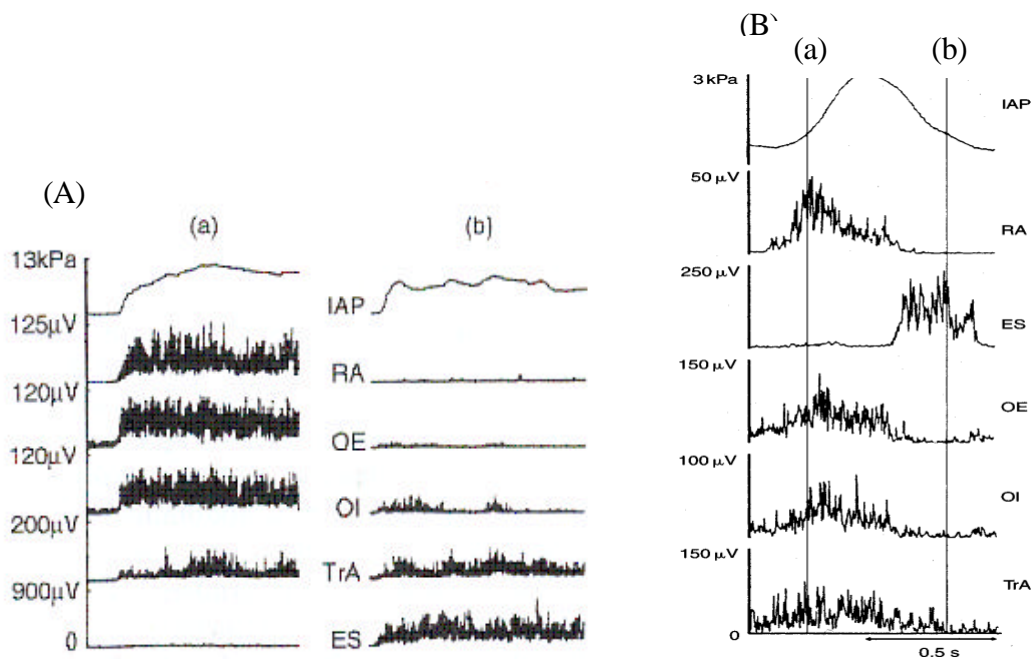 (A)
(a) (b)
13kPa
IAP
125µV
RA
120µV
OE
120µV
OI
200µV
TrA
900µV
ES
0
(B)
(a) (b)
3 kPa
IAP
50 µV
RA
250 µV
ES
150 µV
OE
100 µV
OI
150 µV
TrA
0
0.5 s